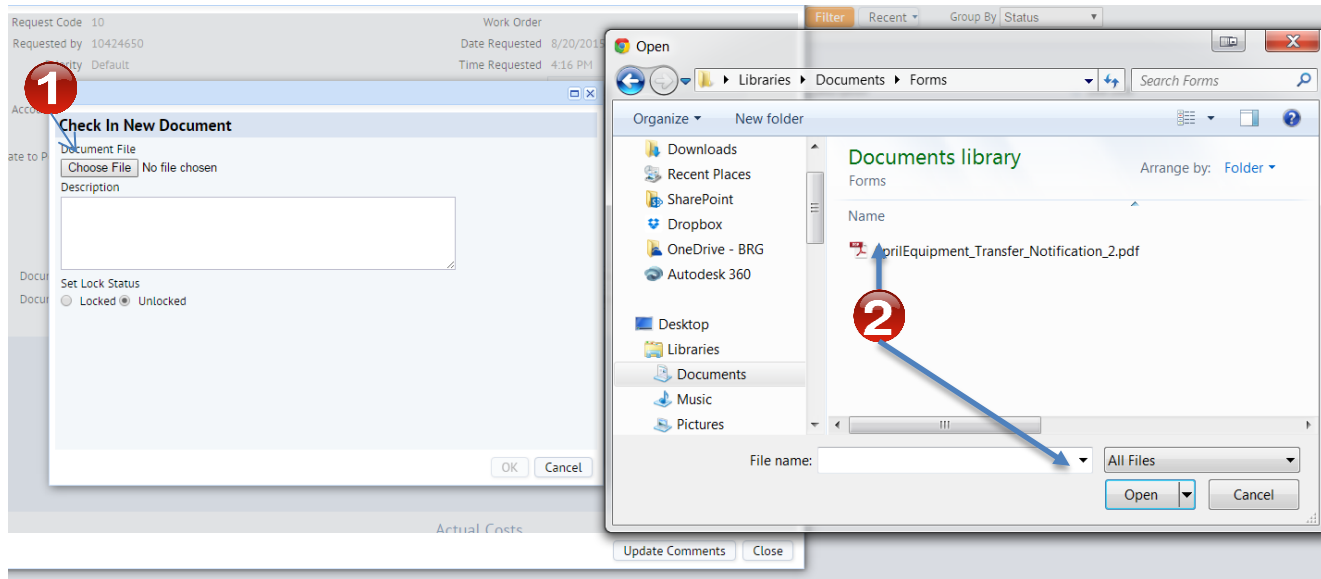 Request Code 10
Work Order
Requested by 10424650
Date Requested 8/20/2015
Priority Default
Time Requested 4:16 PM
Filter Recent Group By Status
1
Check In New Document
Document File
Choose File No file chosen
Description
Set Lock Status
Locked Unlocked
OK Cancel
Actual Costs
Update Comments Close
Open
Libraries Documents Forms
Search Forms
Organize New folder
Downloads
Recent Places
SharePoint
Dropbox
OneDrive - BRG
Autodesk 360
Desktop
Libraries
Documents
Music
Pictures
Documents library
Forms
Arrange by: Folder
Name
AprilEquipment_Transfer_Notification_2.pdf
2
File name:
All Files
Open Cancel